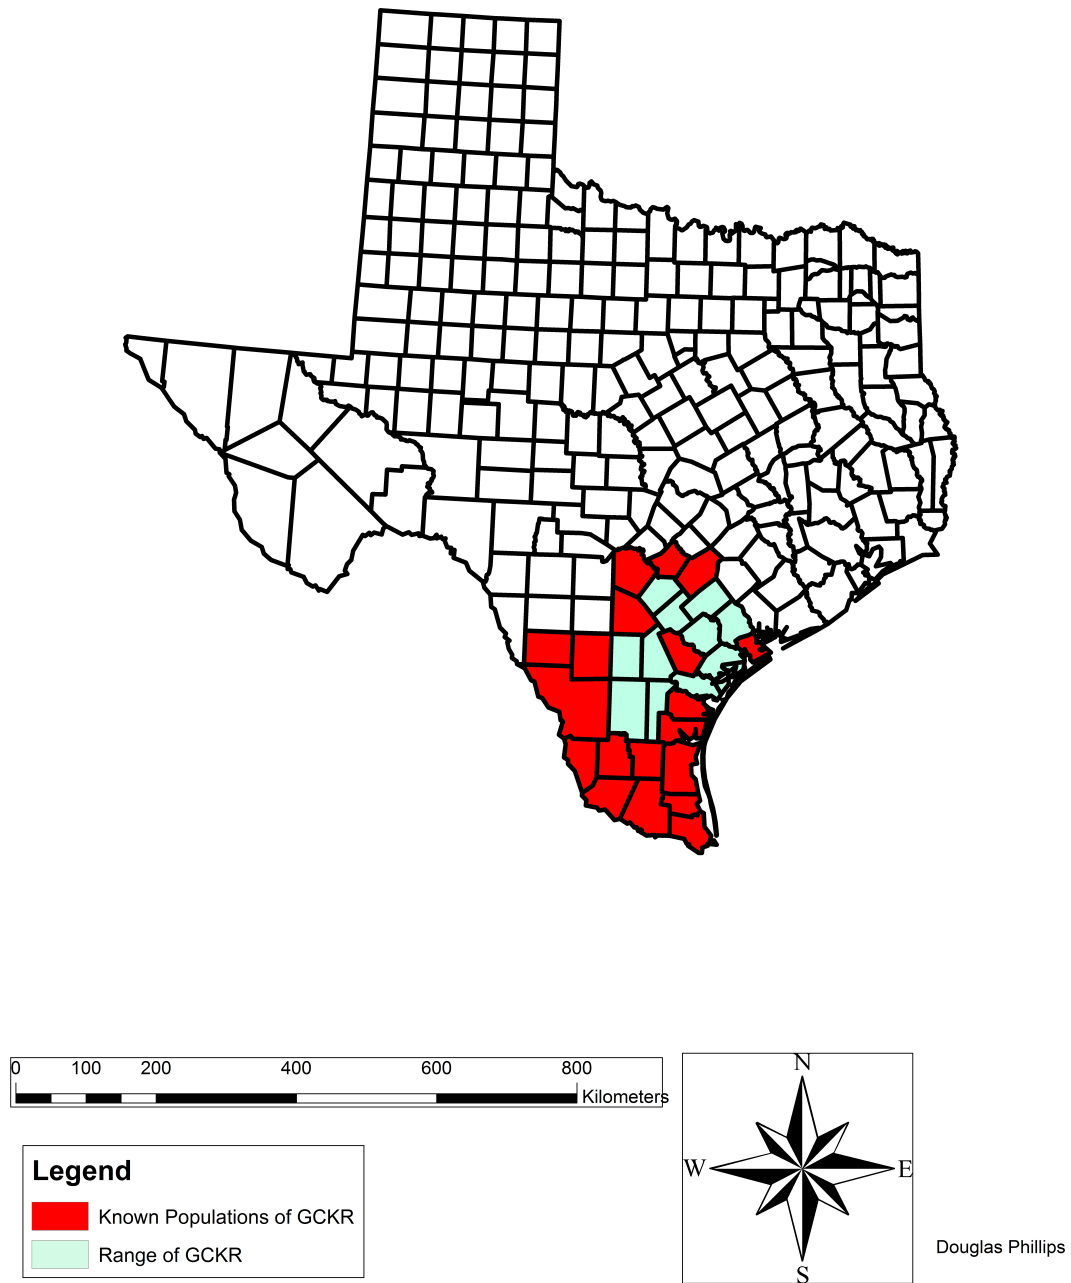 0 100 200 400 600 800
Kilometers
N
W E
S
Legend
Known Populations of GCKR
Range of GCKR
Douglas Phillips